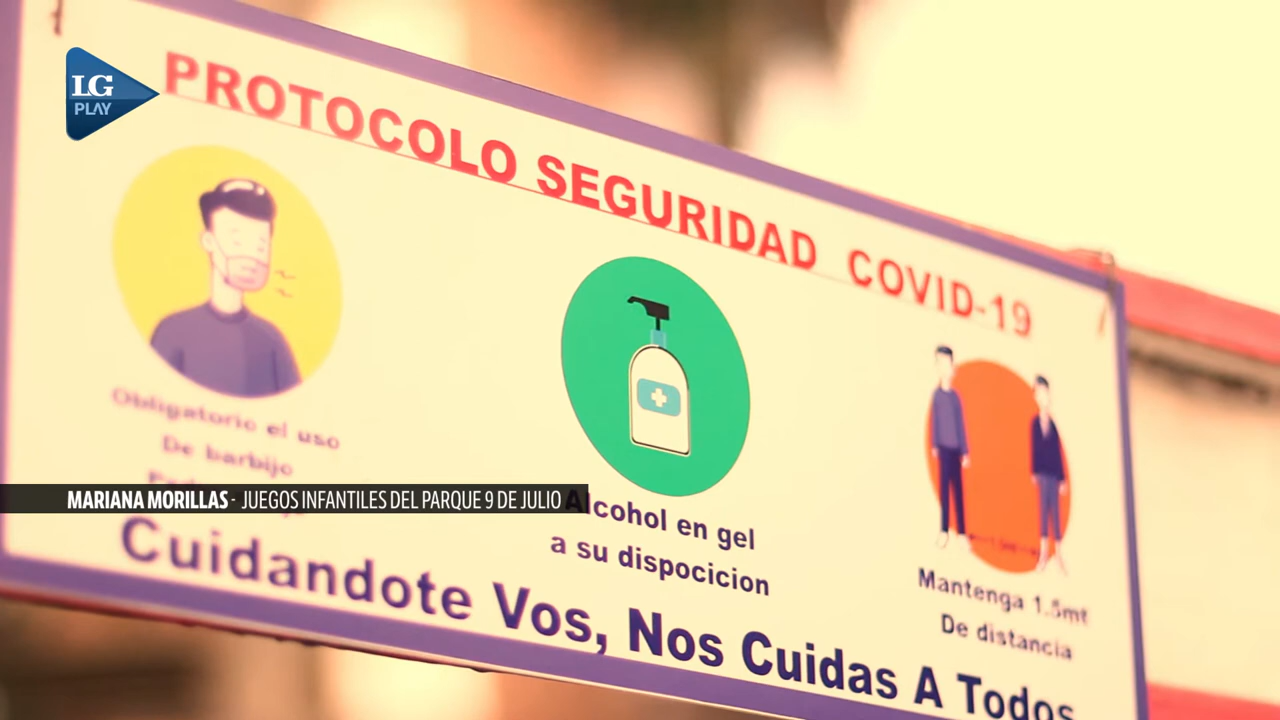 LG
PLAY
PROTOCOLO SEGURIDAD COVID-19
Obligatorio el uso
De barbijo
Alcohol en gel
a su dispocicion
Mantenga 1.5mt
De distancia
MARIANA MORILLAS - JUEGOS INFANTILES DEL PARQUE 9 DE JULIO
Cuidandote Vos, Nos Cuidas A Todos